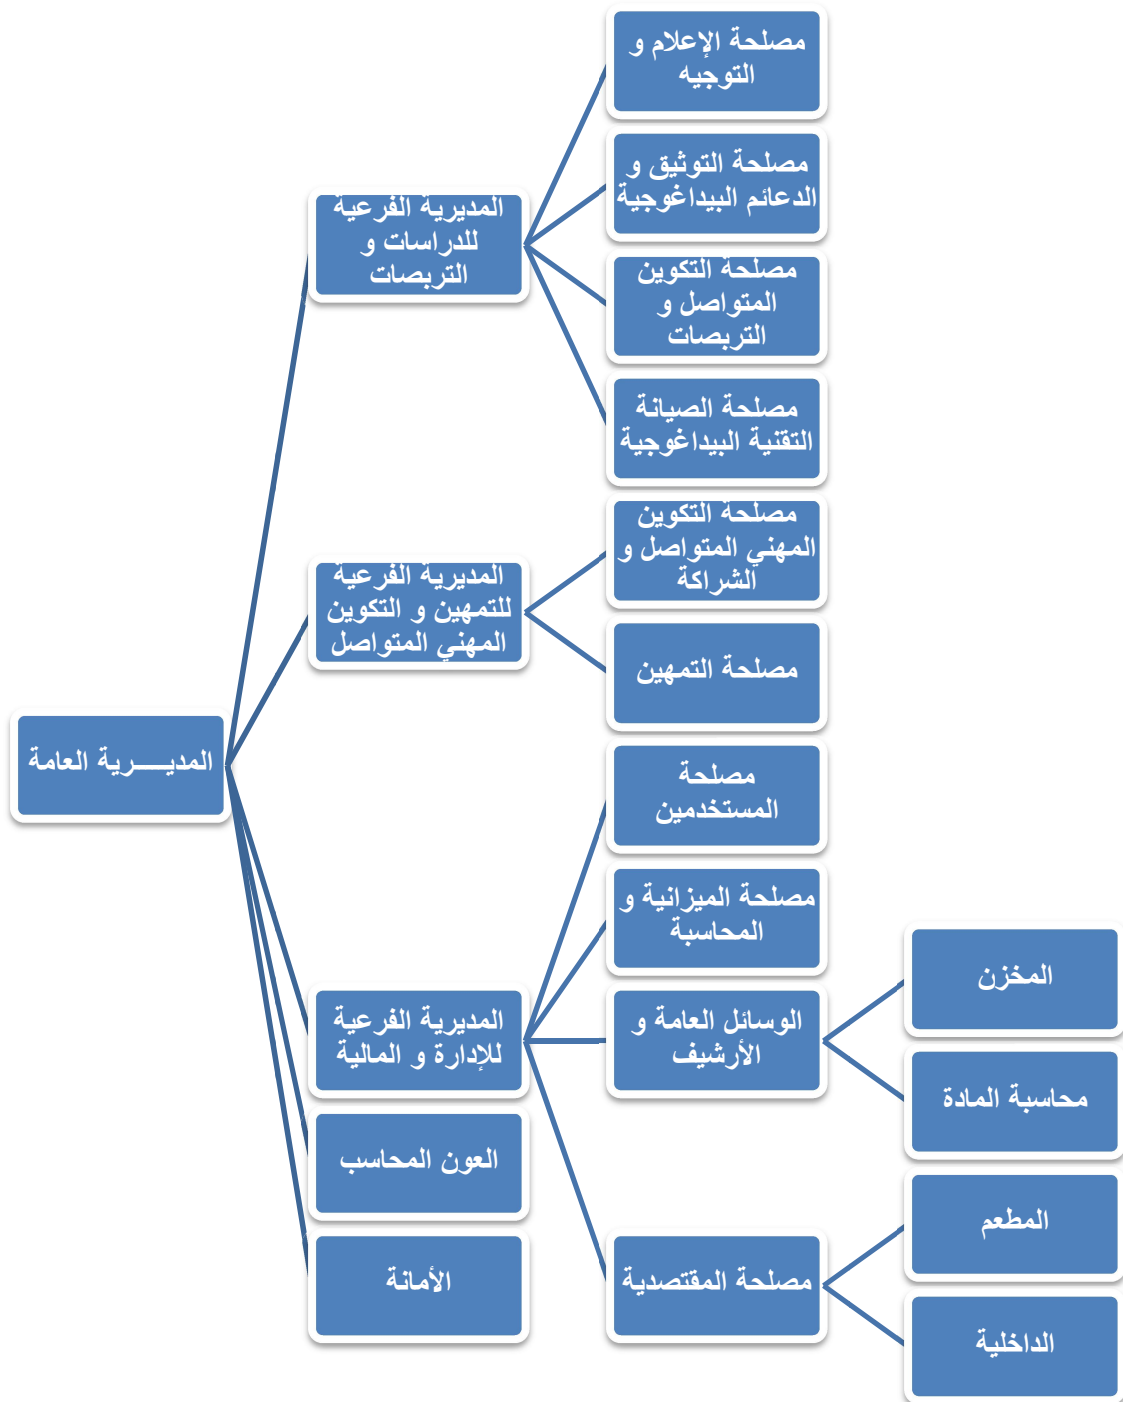 المديـــــرية العامة
المديرية الفرعية
للدراسات و
التربصات
مصلحة الإعلام و
التوجيه
مصلحة التوثيق و
الدعائم البيداغوجية
مصلحة التكوين
المتواصل و
التربصات
مصلحة الصيانة
التقنية البيداغوجية
المديرية الفرعية
للتمهين و التكوين
المهني المتواصل
مصلحة التكوين
المهني المتواصل و
الشراكة
مصلحة التمهين
المديرية الفرعية
للإدارة و المالية
مصلحة
المستخدمين
مصلحة الميزانية و
المحاسبة
الوسائل العامة و
الأرشيف
المخزن
محاسبة المادة
مصلحة المقتصدية
المطعم
الداخلية
العون المحاسب
الأمانة